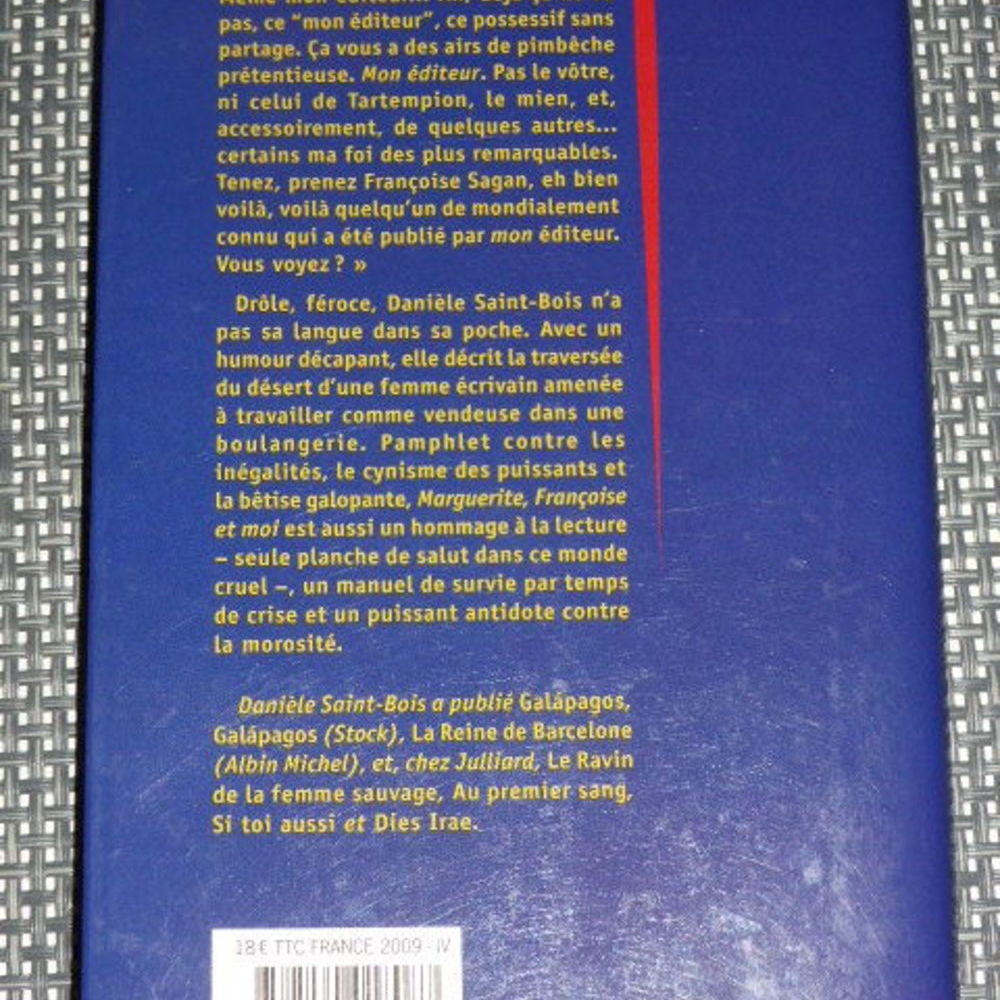 pas, ce “mon éditeur”, ce possessif sans
partage. Ça vous a des airs de pimbêche
prétentieuse. Mon éditeur. Pas le vôtre,
ni celui de Tartempion, le mien, et,
accessoirement, de quelques autres...
certains ma foi des plus remarquables.
Tenez, prenez Françoise Sagan, eh bien
voilà, voilà quelqu’un de mondialement
connu qui a été publié par mon éditeur.
Vous voyez ? »
Drôle, féroce, Danièle Saint-Bois n’a
pas sa langue dans sa poche. Avec un
humour décapant, elle décrit la traversée
du désert d’une femme écrivain amenée
à travailler comme vendeuse dans une
boulangerie. Pamphlet contre les
inégalités, le cynisme des puissants et
la bêtise galopante, Marguerite, Françoise
et moi est aussi un hommage à la lecture
– seule planche de salut dans ce monde
cruel –, un manuel de survie par temps
de crise et un puissant antidote contre
la morosité.
Danièle Saint-Bois a publié Galápagos,
Galápagos (Stock), La Reine de Barcelone
(Albin Michel), et, chez Julliard, Le Ravin
de la femme sauvage, Au premier sang,
Si toi aussi et Dies Irae.
18 € TTC FRANCE 2009 - IV